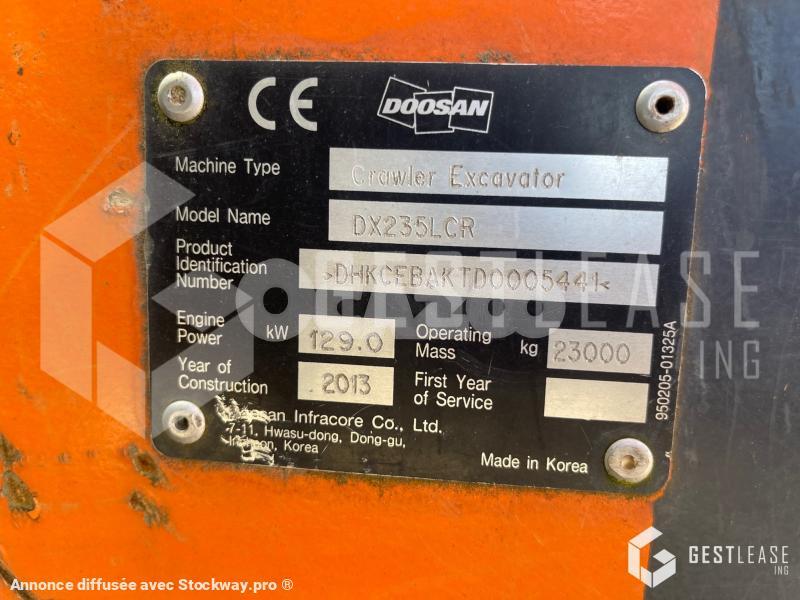 CE DOOSAN
Machine Type Crawler Excavator
Model Name DX235LCR
Product
Identification
Number >DHKCEBAKTD0005441<
Engine
Power kW 129.0 Operating
Mass kg 23000
Year of
Construction 2013 First Year
of Service
Infracore Co., Ltd.
7-11, Hwasu-dong, Dong-gu,
Korea
Made in Korea
950205-01325A
GESTLEASE
ING
GESTLEASE
ING
Annonce diffusée avec Stockway.pro ®